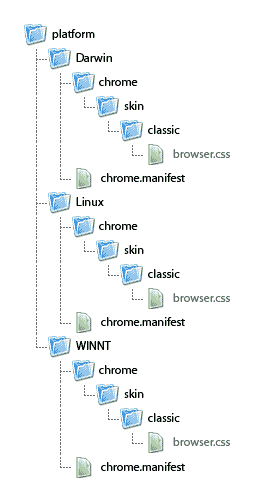 platform
Darwin
chrome
skin
classic
browser.css
chrome.manifest
Linux
chrome
skin
classic
browser.css
chrome.manifest
WINNT
chrome
skin
classic
browser.css
chrome.manifest